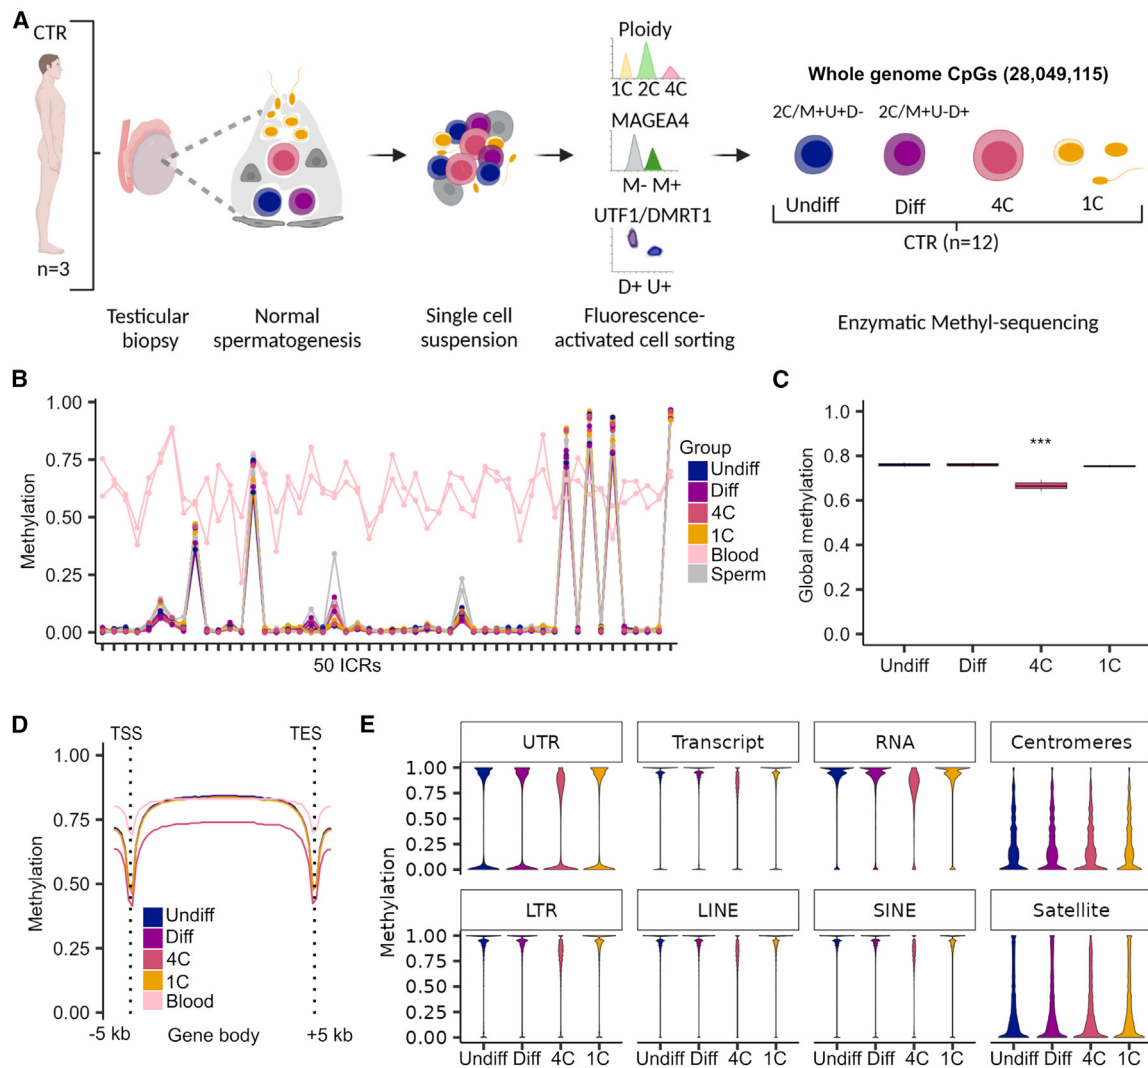 A
CTR
n=3
Testicular
biopsy
Normal
spermatogenesis
Single cell
suspension
Ploidy
1C 2C 4C
MAGEA4
M- M+
UTF1/DMRT1
D+ U+
Fluorescence-
activated cell sorting
Whole genome CpGs (28,049,115)
2C/M+U+D- 2C/M+U-D+
Undiff Diff 4C 1C
CTR (n=12)
Enzymatic Methyl-sequencing
B
Methylation
1.00
0.75
0.50
0.25
0.00
50 ICRs
Group
Undiff
Diff
4C
1C
Blood
Sperm
C
Global methylation
1.0
0.8
0.6
0.4
0.2
0.0
***
Undiff Diff 4C 1C
D
TSS TES
Methylation
1.00
0.75
0.50
0.25
0.00
Undiff
Diff
4C
1C
Blood
-5 kb Gene body +5 kb
E
Methylation
UTR Transcript RNA Centromeres
1.00
0.75
0.50
0.25
0.00
LTR LINE SINE Satellite
1.00
0.75
0.50
0.25
0.00
Undiff Diff 4C 1C Undiff Diff 4C 1C Undiff Diff 4C 1C Undiff Diff 4C 1C